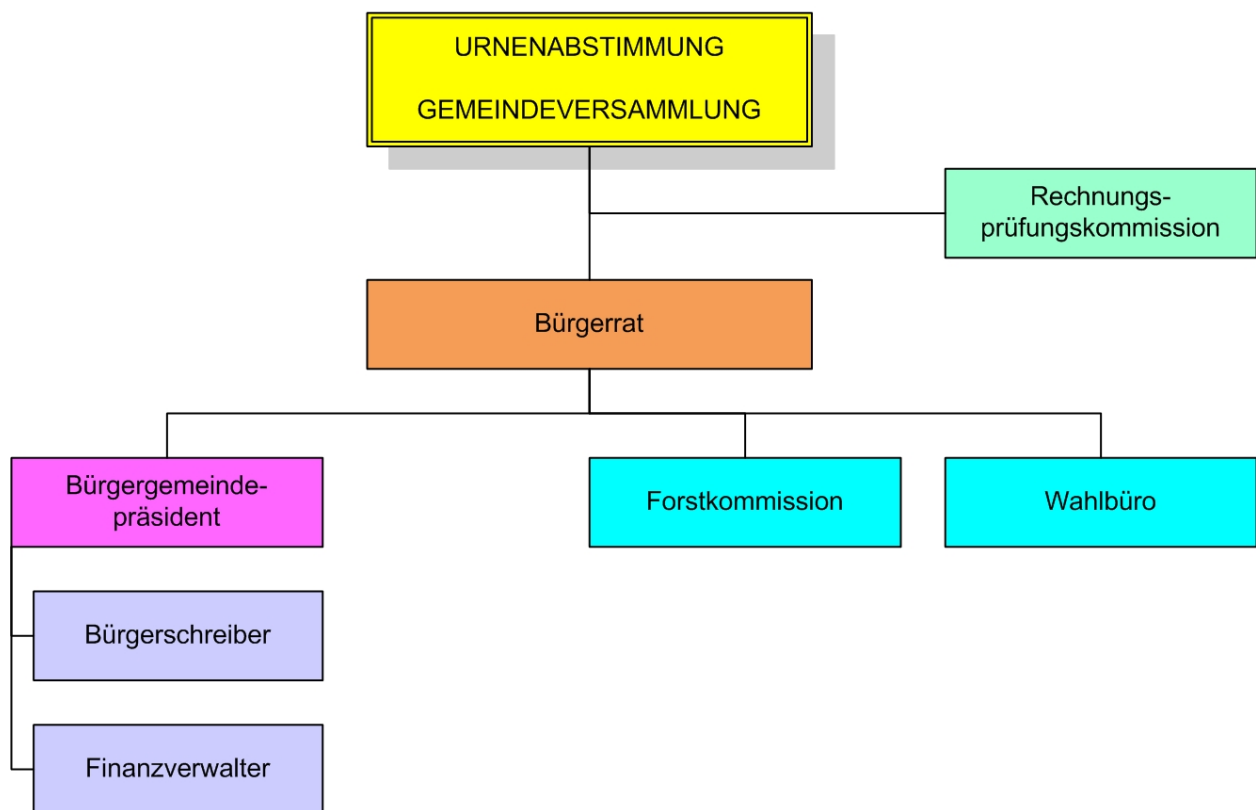 URNENABSTIMMUNG
GEMEINDEVERSAMMLUNG
Rechnungs-
prüfungskommission
Bürgerrat
Bürgergemeinde-
präsident
Forstkommission
Wahlbüro
Bürgerschreiber
Finanzverwalter